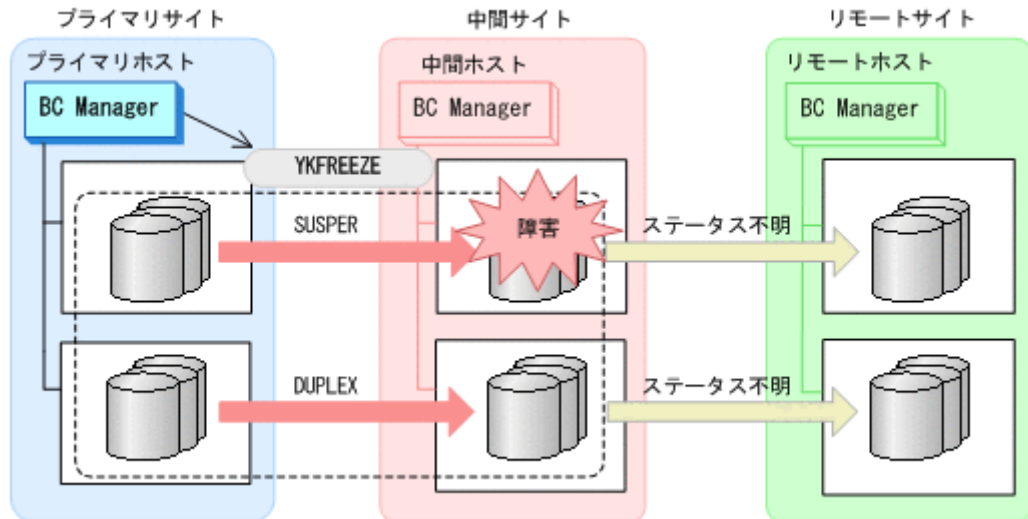 プライマリサイト
中間サイト
リモートサイト
プライマリホスト
中間ホスト
リモートホスト
BC Manager
BC Manager
BC Manager
YKFREEZE
SUSPER
障害
ステータス不明
DUPLEX
ステータス不明